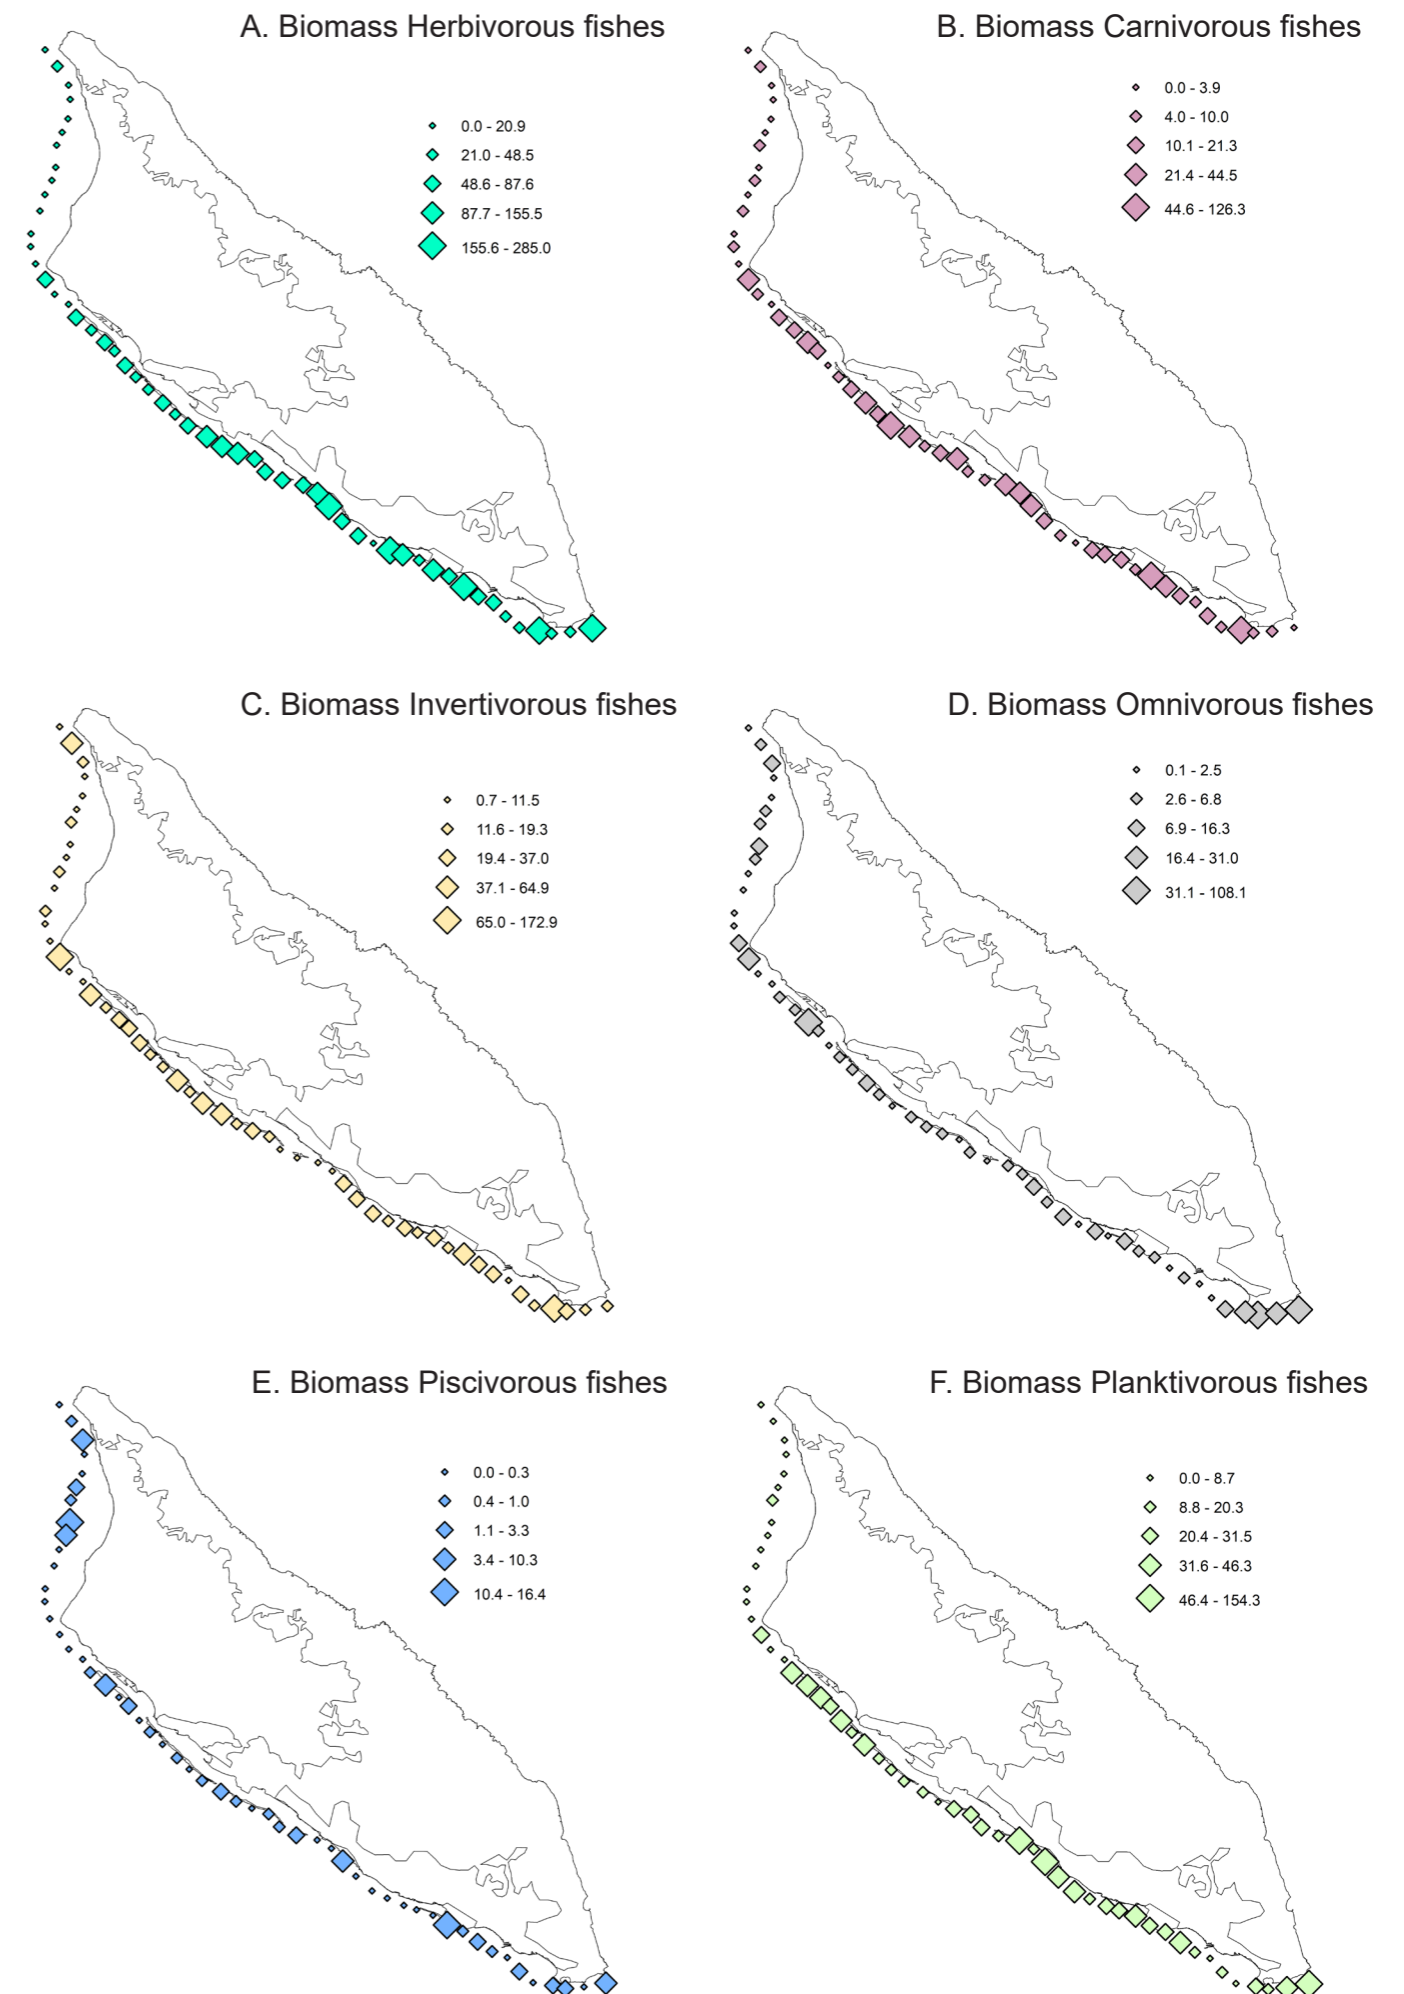 A. Biomass Herbivorous fishes
0.0 - 20.9
21.0 - 48.5
48.6 - 87.6
87.7 - 155.5
155.6 - 285.0
B. Biomass Carnivorous fishes
0.0 - 3.9
4.0 - 10.0
10.1 - 21.3
21.4 - 44.5
44.6 - 126.3
C. Biomass Invertivorous fishes
0.7 - 11.5
11.6 - 19.3
19.4 - 37.0
37.1 - 64.9
65.0 - 172.9
D. Biomass Omnivorous fishes
0.1 - 2.5
2.6 - 6.8
6.9 - 16.3
16.4 - 31.0
31.1 - 108.1
E. Biomass Piscivorous fishes
0.0 - 0.3
0.4 - 1.0
1.1 - 3.3
3.4 - 10.3
10.4 - 16.4
F. Biomass Planktivorous fishes
0.0 - 8.7
8.8 - 20.3
20.4 - 31.5
31.6 - 46.3
46.4 - 154.3